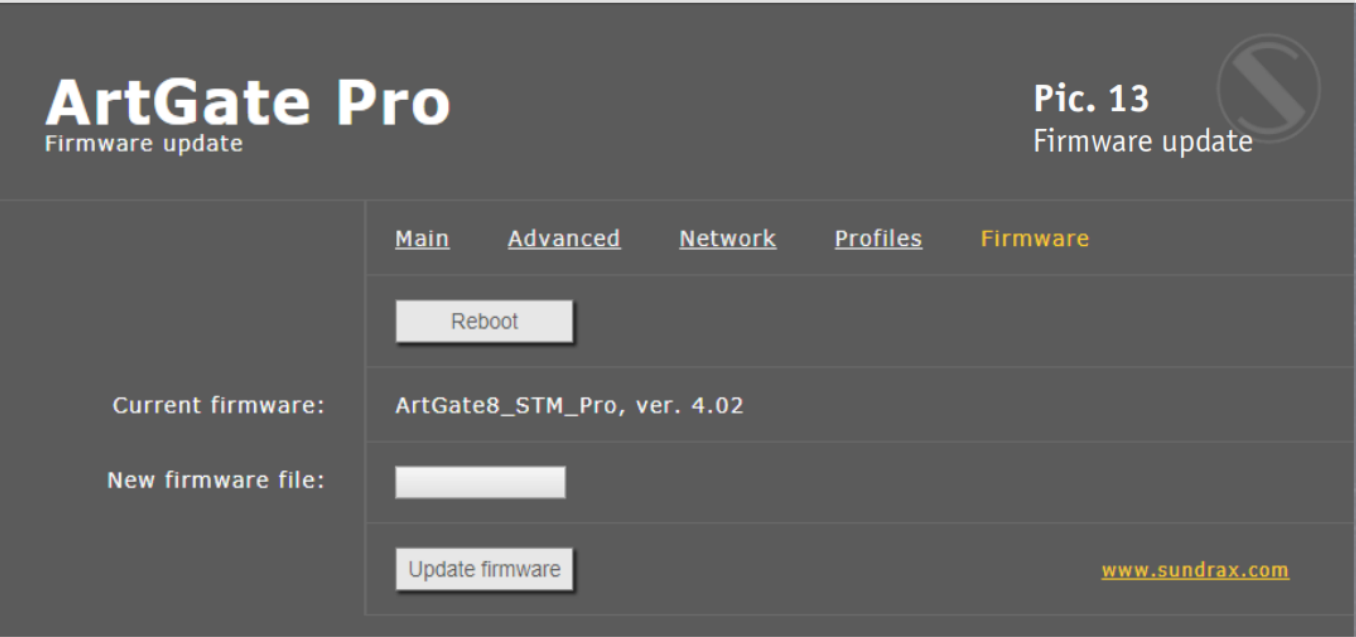 ArtGate Pro
Firmware update
Pic. 13
Firmware update
Main Advanced Network Profiles Firmware
Reboot
Current firmware: ArtGate8_STM_Pro, ver. 4.02
New firmware file:
Update firmware
www.sundrax.com